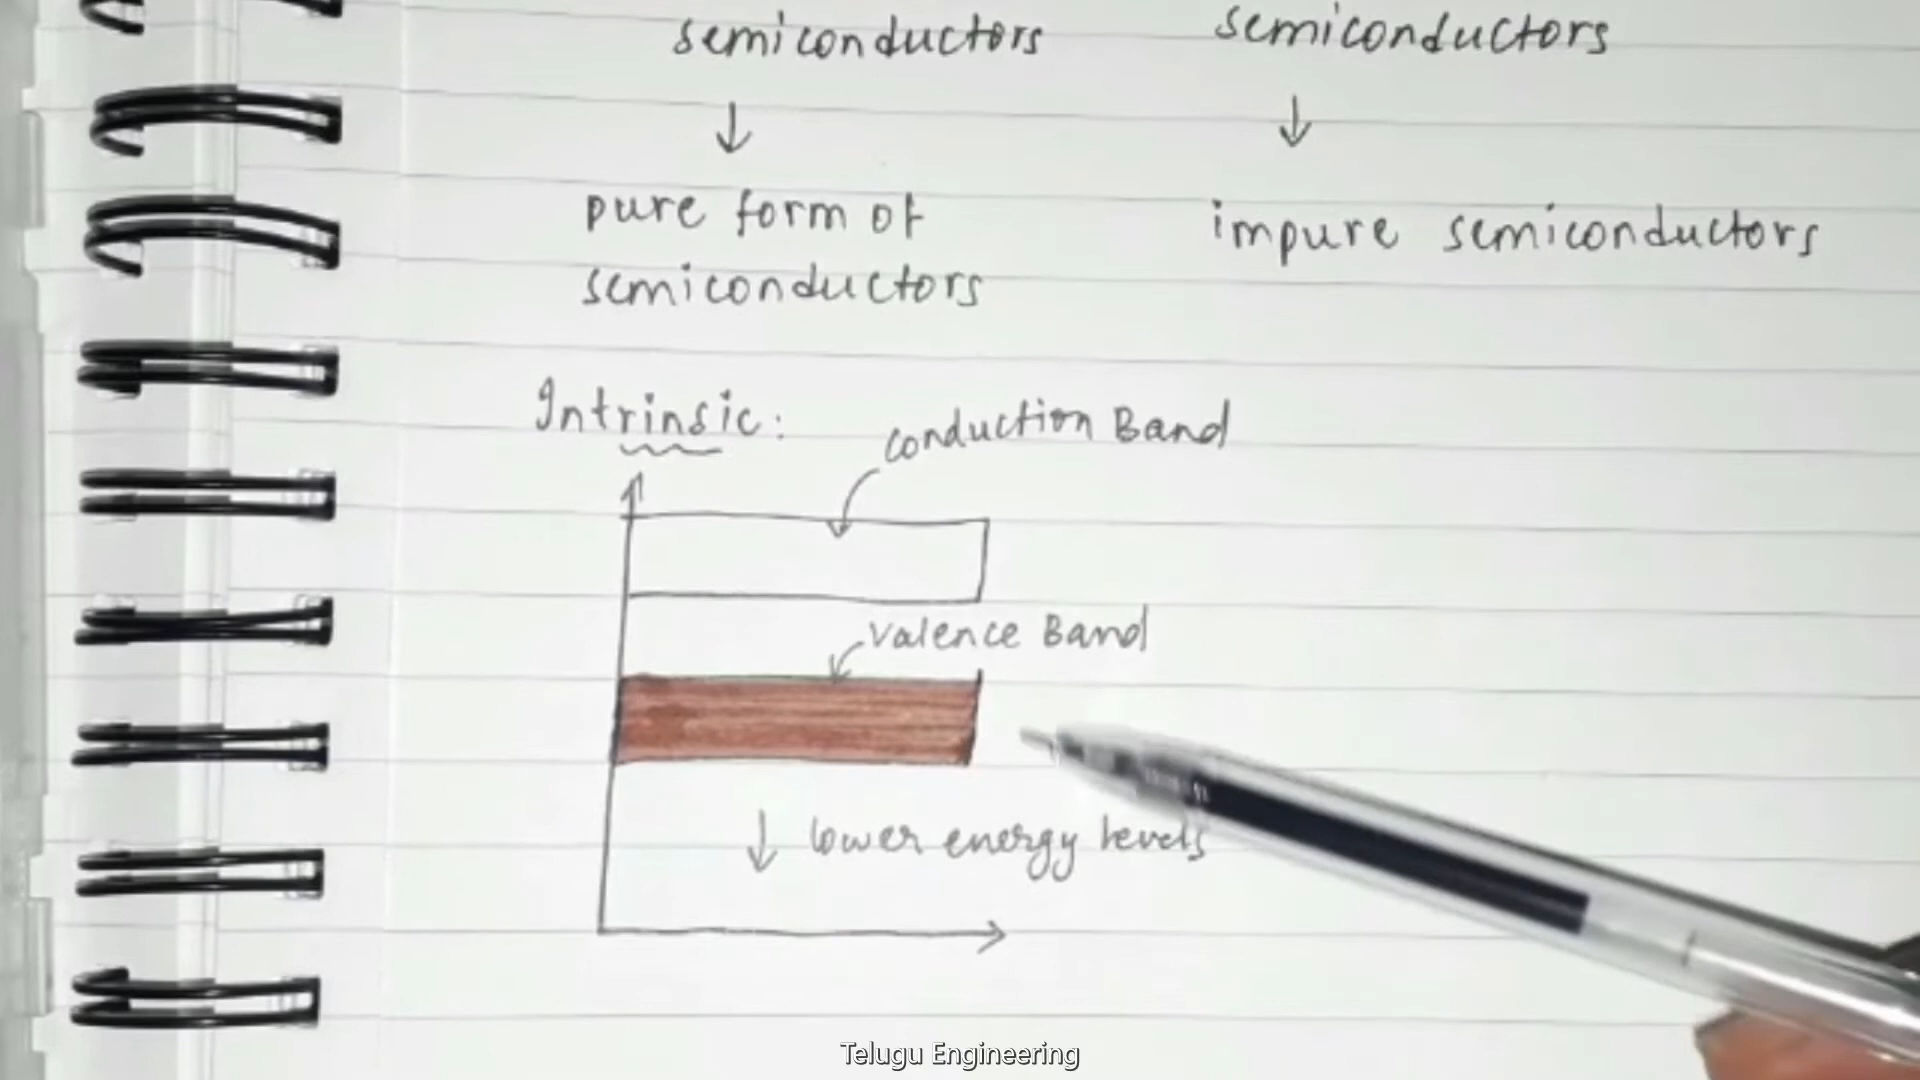 semiconductors semiconductors
↓ ↓
pure form of impure semiconductors
semiconductors
Intrinsic:
conduction Band
valence Band
↓ lower energy levels
Telugu Engineering